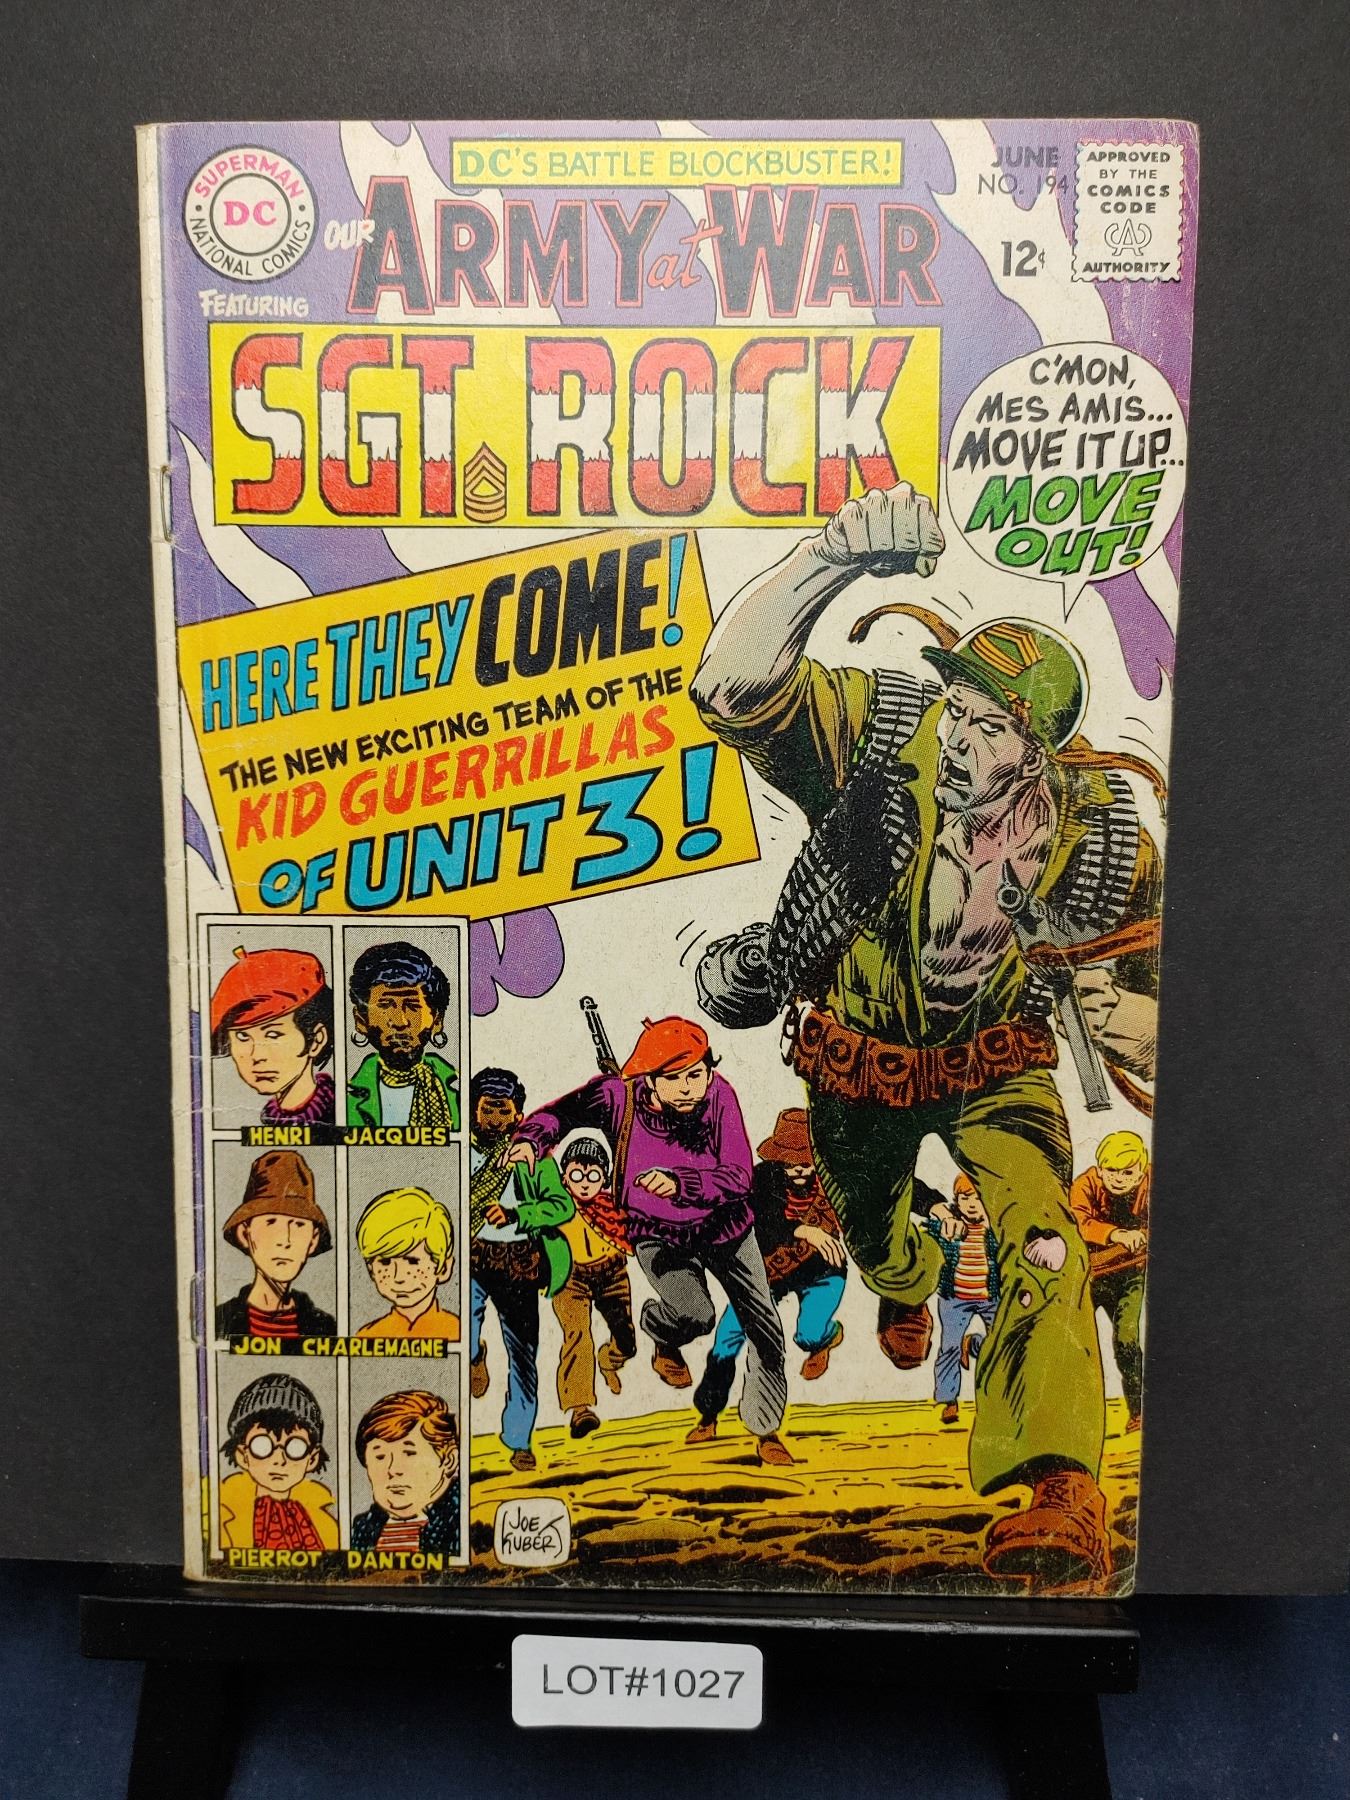 DC'S BATTLE BLOCKBUSTER!
SUPERMAN
DC
NATIONAL COMICS
OUR ARMY at WAR
JUNE
NO. 194
12¢
APPROVED
BY THE
COMICS
CODE
CA
AUTHORITY
FEATURING
SGT. ROCK
C'MON,
MES AMIS...
MOVE IT UP...
MOVE
OUT!
HERE THEY COME!
THE NEW EXCITING TEAM OF THE
KID GUERRILLAS
OF UNIT 3!
HENRI JACQUES
JON CHARLEMAGNE
PIERROT DANTON
JOE
KUBERT
LOT#1027